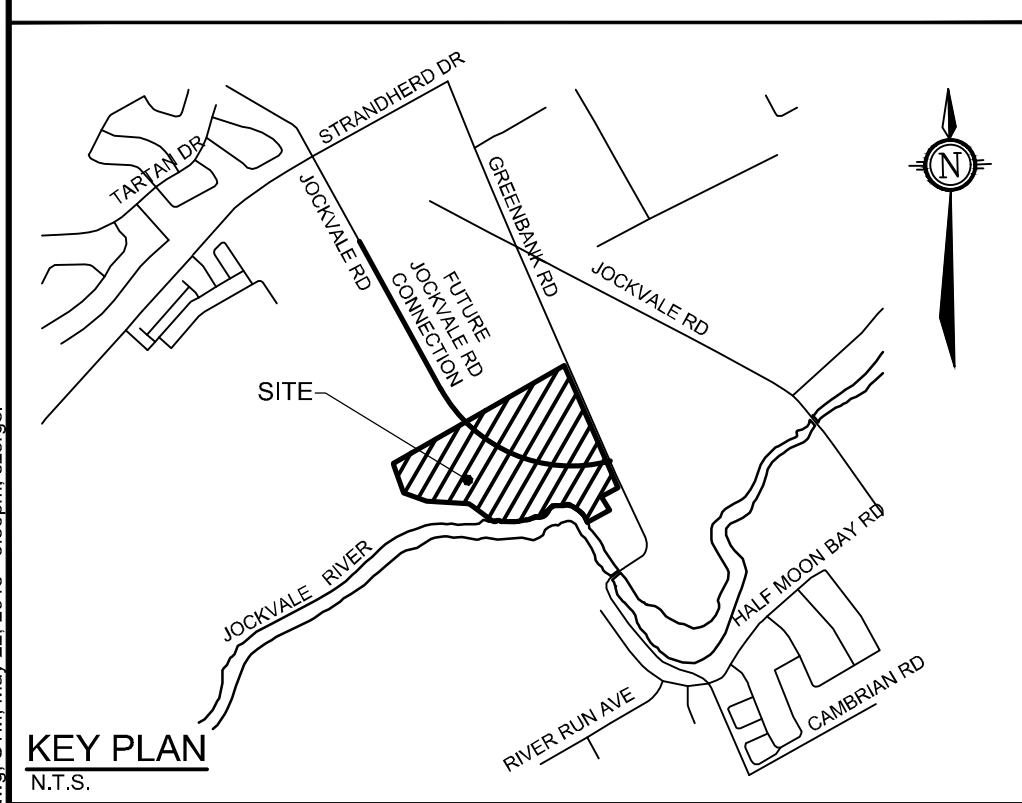 STRANDHERD DR
TARTAN DR
JOCKVALE RD
GREENBANK RD
N
FUTURE
JOCKVALE RD
CONNECTION
JOCKVALE RD
SITE
JOCKVALE RIVER
HALF MOON BAY RD
CAMBRIAN RD
RIVER RUN AVE
KEY PLAN
N.T.S.